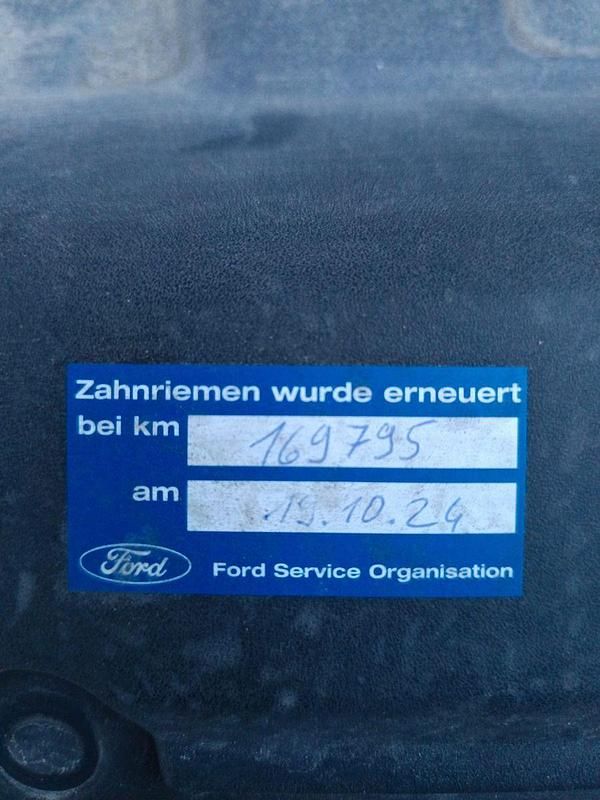 Zahnriemen wurde erneuert
bei km 169795
am 19.10.24
Ford Ford Service Organisation